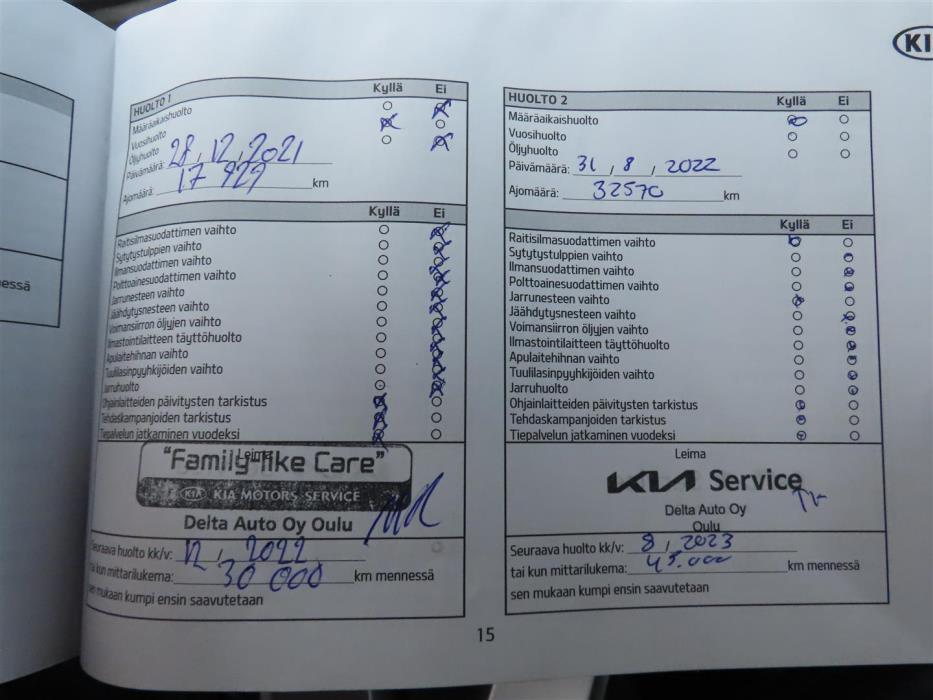 KI
essä
HUOLTO 1 Kyllä Ei
Määräaikaishuolto
Vuosihuolto
Öljyhuolto
Päivämäärä: 28, 12, 2021
Ajomäärä: 17 929 km
Kyllä Ei
Raitisilmasuodattimen vaihto
Sytytystulppien vaihto
Ilmansuodattimen vaihto
Polttoainesuodattimen vaihto
Jarrunesteen vaihto
Jäähdytysnesteen vaihto
Voimansiirron öljyjen vaihto
Ilmastointilaitteen täyttöhuolto
Apulaitehihnan vaihto
Tuulilasinpyyhkijöiden vaihto
Jarruhuolto
Ohjainlaitteiden päivitysten tarkistus
Tehdaskampanjoiden tarkistus
Tiepalvelun jatkaminen vuodeksi
Leima
"Family-like Care"
KIA KIA MOTORS SERVICE
Delta Auto Oy Oulu
Seuraava huolto kk/v: 12 , 2022
tai kun mittarilukema: 30 000 km mennessä
sen mukaan kumpi ensin saavutetaan
HUOLTO 2 Kyllä Ei
Määräaikaishuolto
Vuosihuolto
Öljyhuolto
Päivämäärä: 31 , 8 , 2022
Ajomäärä: 32570 km
Kyllä Ei
Raitisilmasuodattimen vaihto
Sytytystulppien vaihto
Ilmansuodattimen vaihto
Polttoainesuodattimen vaihto
Jarrunesteen vaihto
Jäähdytysnesteen vaihto
Voimansiirron öljyjen vaihto
Ilmastointilaitteen täyttöhuolto
Apulaitehihnan vaihto
Tuulilasinpyyhkijöiden vaihto
Jarruhuolto
Ohjainlaitteiden päivitysten tarkistus
Tehdaskampanjoiden tarkistus
Tiepalvelun jatkaminen vuodeksi
Leima
KIA Service
Delta Auto Oy
Oulu
Seuraava huolto kk/v: 8 , 2023
tai kun mittarilukema: 45.000 km mennessä
sen mukaan kumpi ensin saavutetaan
15